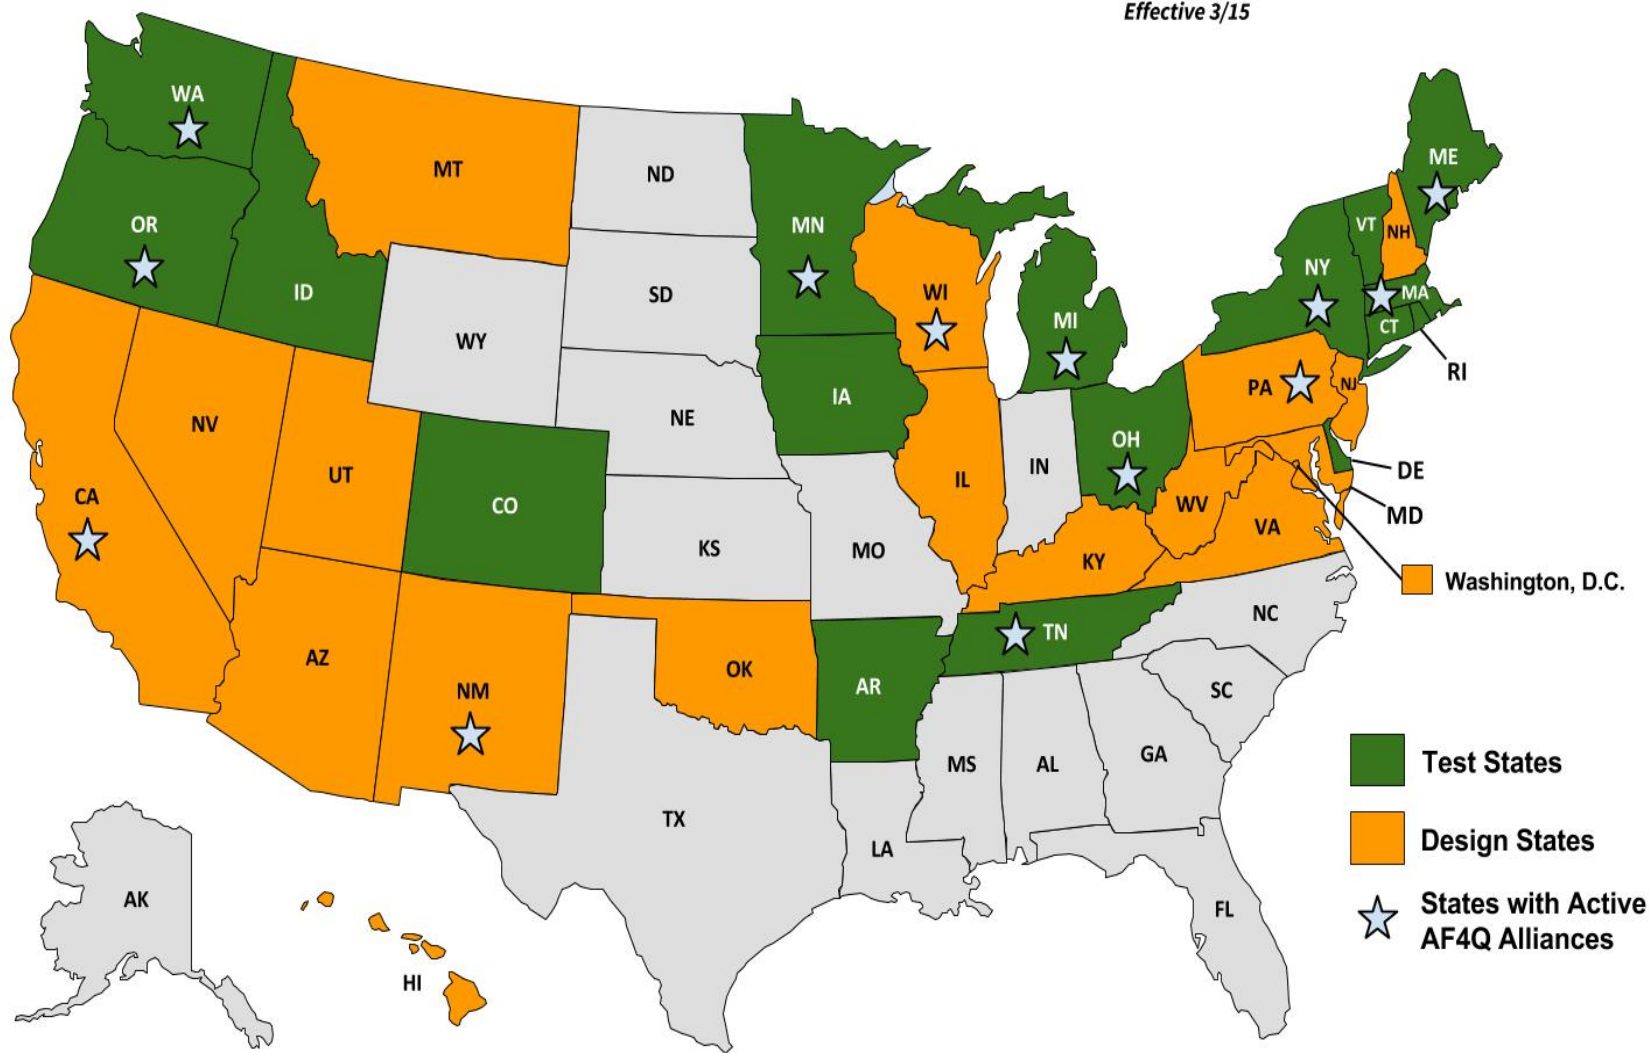 Effective 3/15
WA
MT
ND
ME
OR
MN
VT
NH
NY
ID
SD
WI
MA
MI
CT
WY
RI
IA
PA
NJ
NV
NE
OH
UT
IN
DE
IL
CA
CO
WV
MD
VA
KS
MO
KY
Washington, D.C.
NC
TN
AZ
OK
AR
NM
SC
GA
MS
AL
Test States
TX
Design States
LA
AK
States with Active
AF4Q Alliances
FL
HI